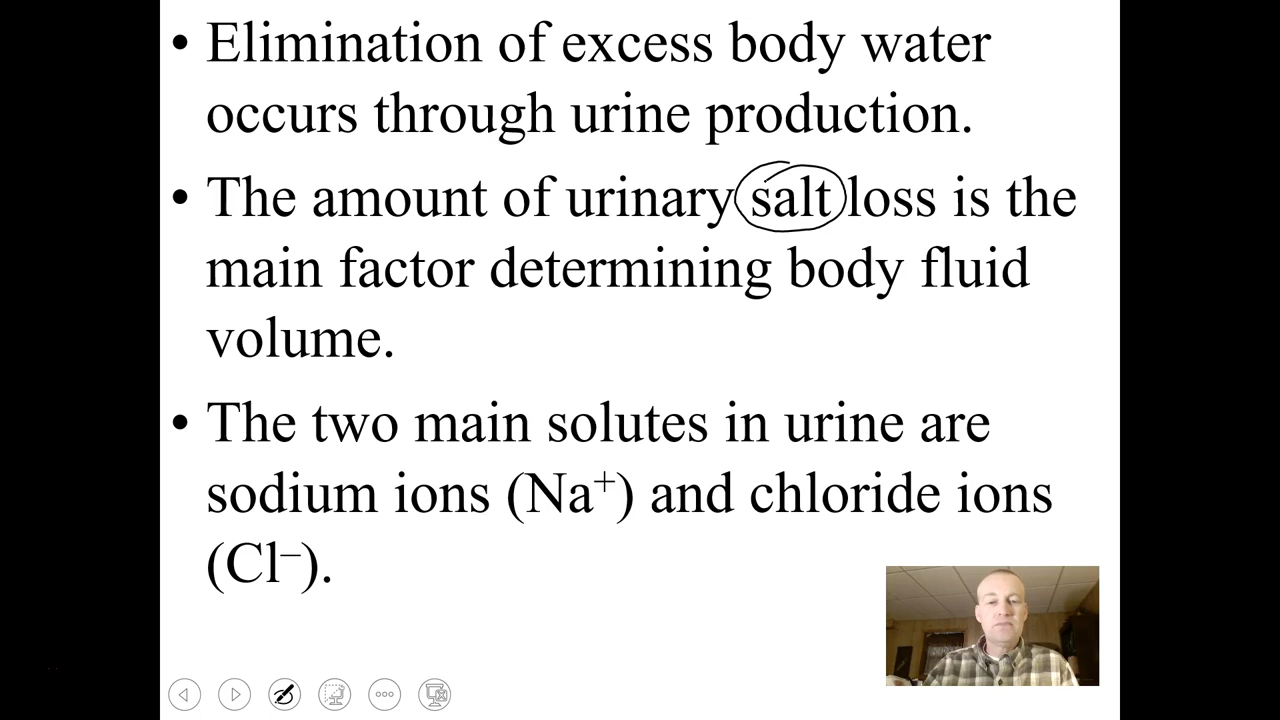 • Elimination of excess body water
occurs through urine production.
• The amount of urinary salt loss is the
main factor determining body fluid
volume.
• The two main solutes in urine are
sodium ions (Na⁺) and chloride ions
(Cl⁻).